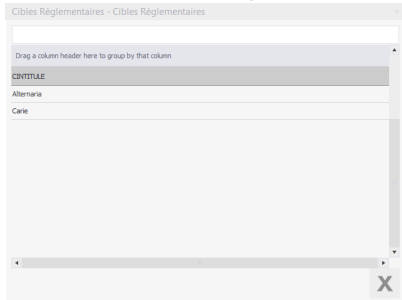 Cibles Réglementaires - Cibles Réglementaires
Drag a column header here to group by that column
CINTITULE
Alternaria
Carie
X